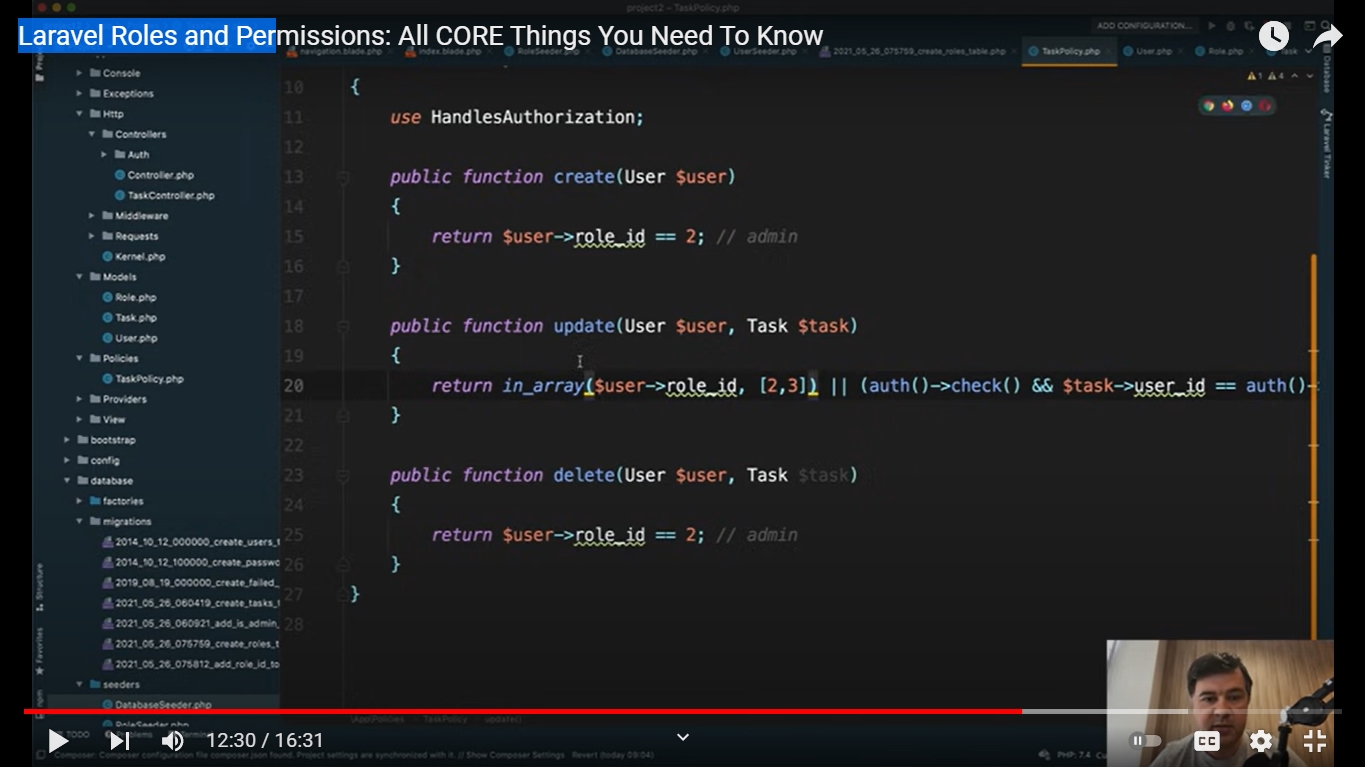 project2 – TaskPolicy.php
Laravel Roles and Permissions: All CORE Things You Need To Know
ADD CONFIGURATION...
navigation.blade.php index.blade.php RoleSeeder.php DatabaseSeeder.php UserSeeder.php 2021_05_26_075759_create_roles_table.php TaskPolicy.php User.php Role.php Task
Console
Exceptions
Http
Controllers
Auth
Controller.php
TaskController.php
Middleware
Requests
Kernel.php
Models
Role.php
Task.php
User.php
Policies
TaskPolicy.php
Providers
View
bootstrap
config
database
factories
migrations
2014_10_12_000000_create_users_t
2014_10_12_100000_create_passwo
2019_08_19_000000_create_failed_
2021_05_26_060419_create_tasks_t
2021_05_26_060921_add_is_admin_
2021_05_26_075759_create_roles_t
2021_05_26_075812_add_role_id_to
seeders
DatabaseSeeder.php
RoleSeeder.php
Structure
Favorites
npm
1 4
Database
Laravel Tinker
10 {
11 use HandlesAuthorization;
12
13 public function create(User $user)
14 {
15 return $user->role_id == 2; // admin
16 }
17
18 public function update(User $user, Task $task)
19 {
20 return in_array($user->role_id, [2,3]) || (auth()->check() && $task->user_id == auth()-
21 }
22
23 public function delete(User $user, Task $task)
24 {
25 return $user->role_id == 2; // admin
26 }
27 }
28
\App\Policies TaskPolicy update()
TODO Problems Terminal
12:30 / 16:31
CC
Composer: Composer configuration file composer.json found. Project settings are synchronized with it. // Show Composer Settings Revert (today 09:04)
PHP: 7.4